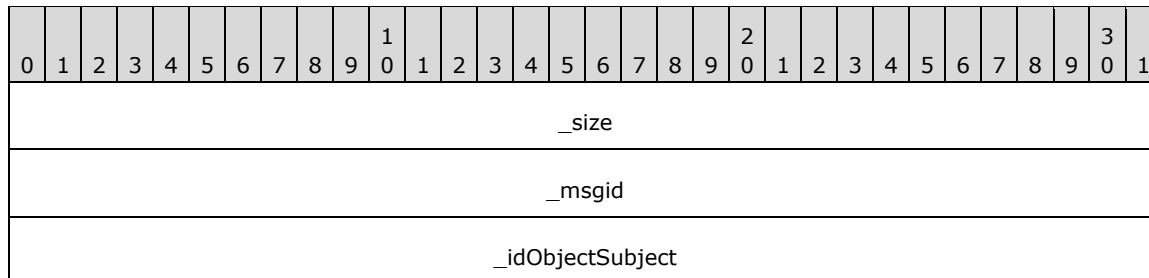 1 2 3
0 1 2 3 4 5 6 7 8 9 0 1 2 3 4 5 6 7 8 9 0 1 2 3 4 5 6 7 8 9 0 1
_size
_msgid
_idObjectSubject